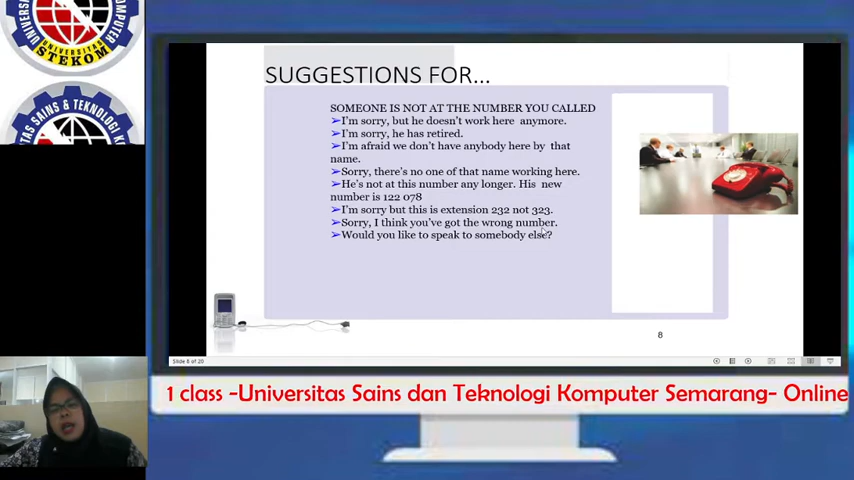 UNIVERSITAS STEKOM
KOMPUTER
SUGGESTIONS FOR...
SOMEONE IS NOT AT THE NUMBER YOU CALLED
➢I'm sorry, but he doesn't work here anymore.
➢I'm sorry, he has retired.
➢I'm afraid we don't have anybody here by that
name.
➢Sorry, there's no one of that name working here.
➢He's not at this number any longer. His new
number is 122 078
➢I'm sorry but this is extension 232 not 323.
➢Sorry, I think you've got the wrong number.
➢Would you like to speak to somebody else?
8
Slide 8 of 20
SAINS & TEKNOLOGI
1 class -Universitas Sains dan Teknologi Komputer Semarang- Online